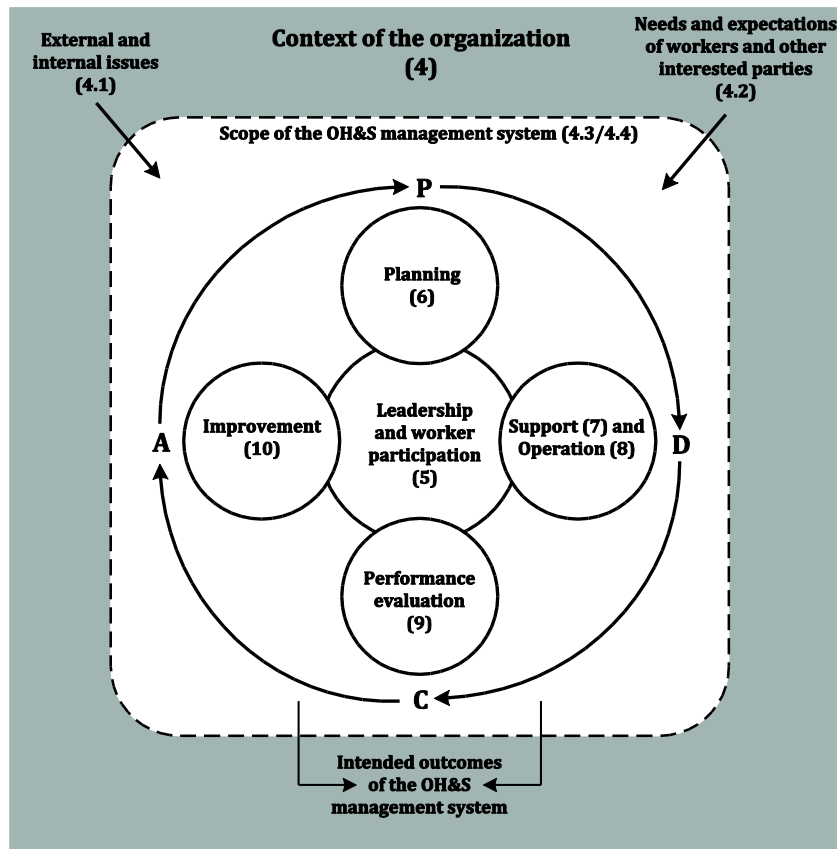 External and
internal issues
(4.1)
Context of the organization
(4)
Needs and expectations
of workers and other
interested parties
(4.2)
Scope of the OH&S management system (4.3/4.4)
P
Planning
(6)
A
Improvement
(10)
Leadership
and worker
participation
(5)
Support (7) and
Operation (8)
D
Performance
evaluation
(9)
C
Intended outcomes
of the OH&S
management system